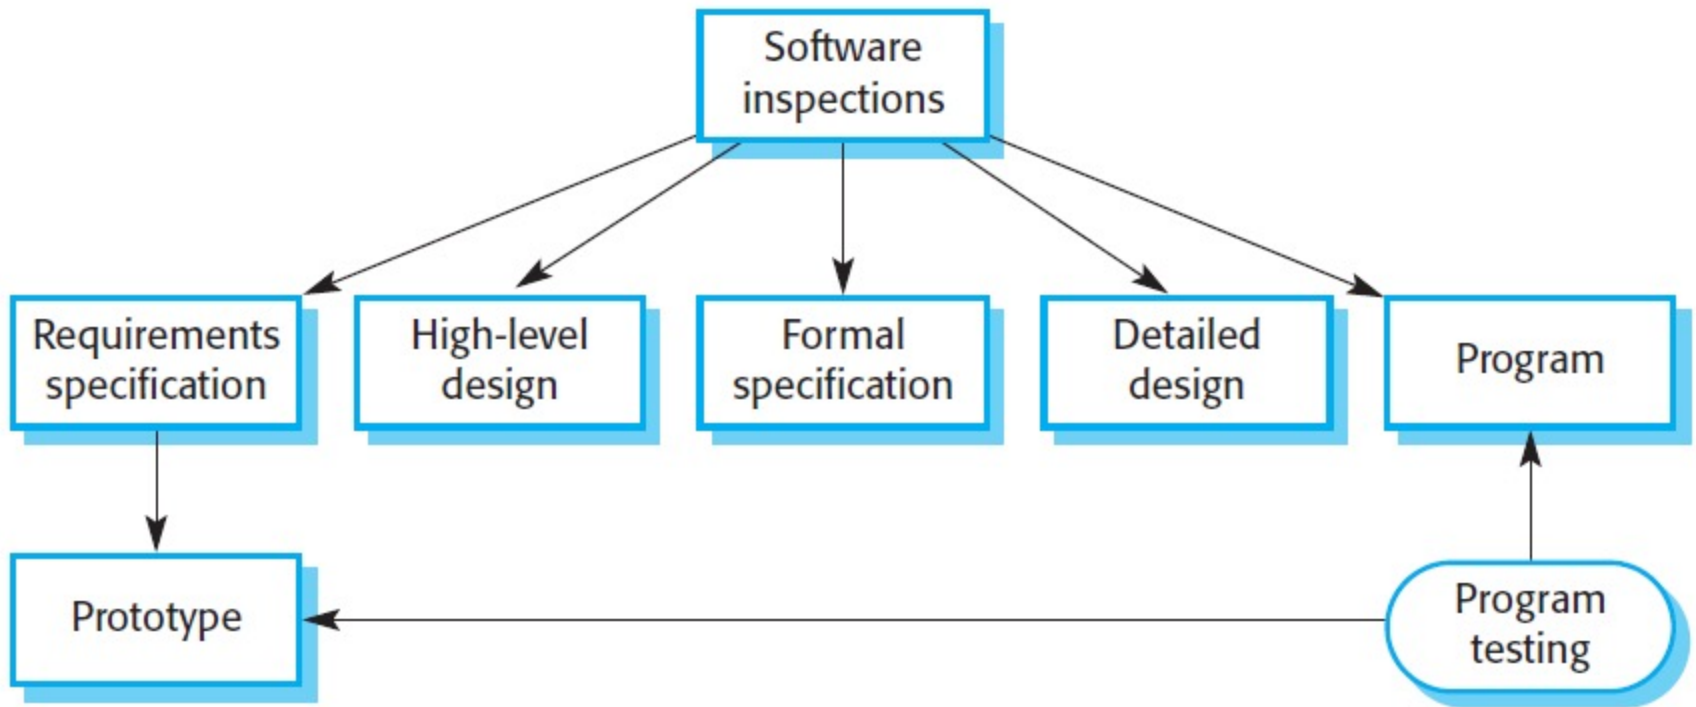 Software
inspections
Requirements
specification
High-level
design
Formal
specification
Detailed
design
Program
Prototype
Program
testing